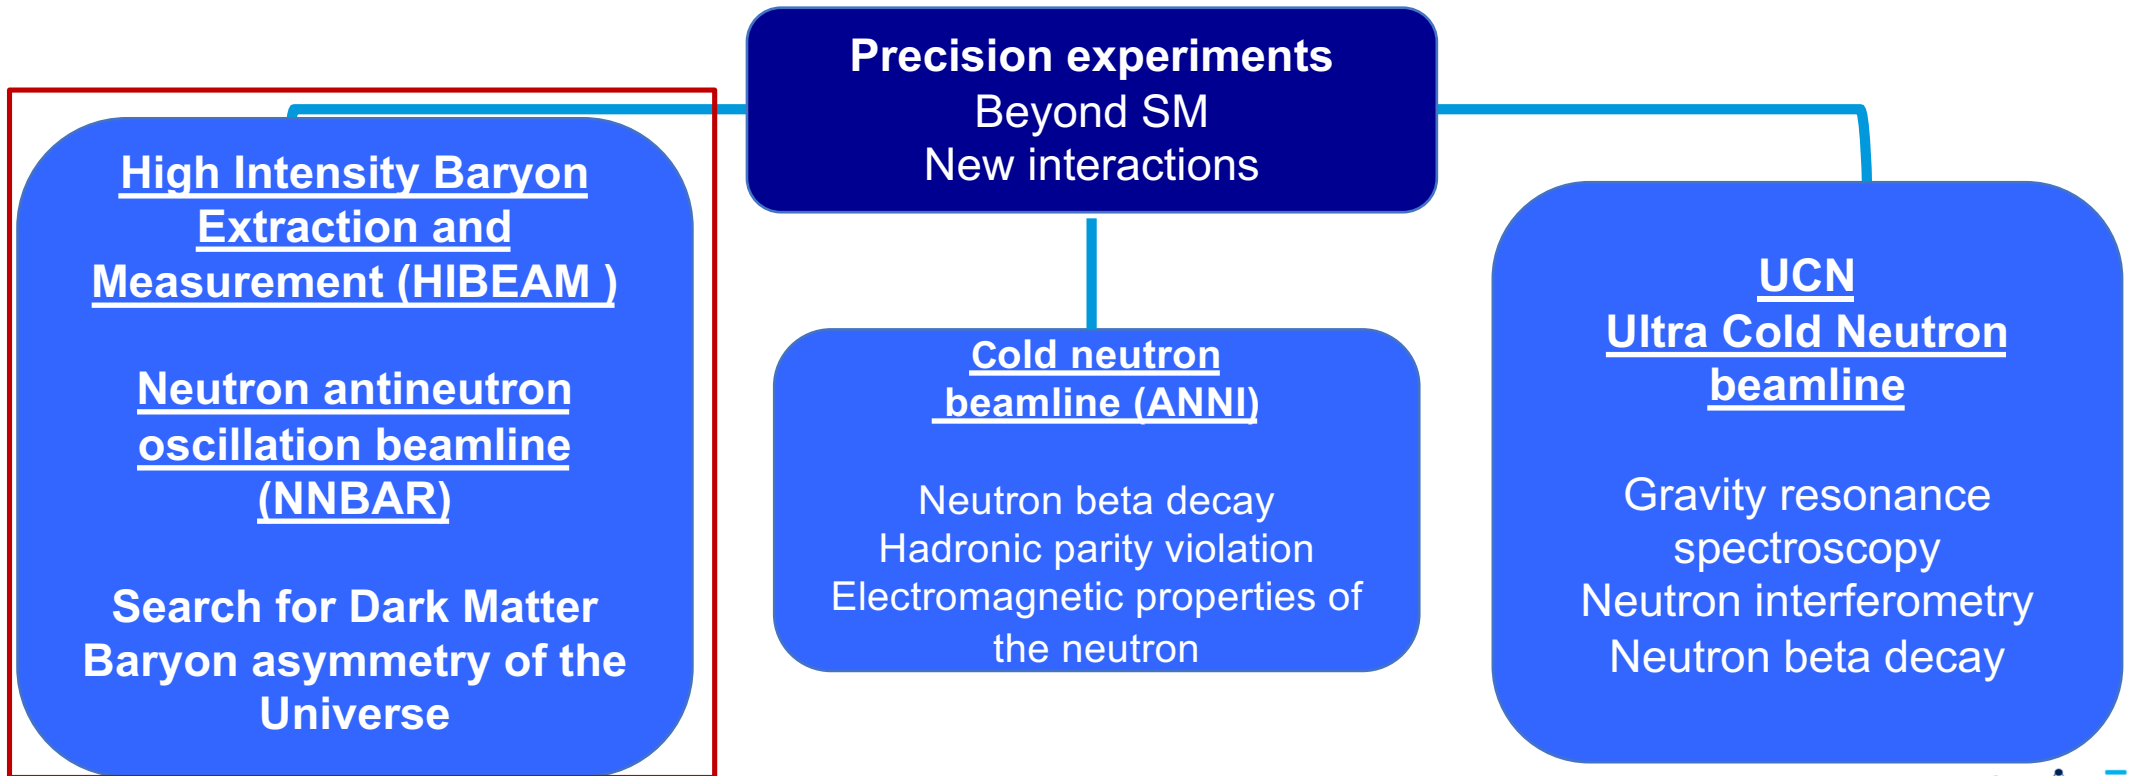 Precision experiments
Beyond SM
New interactions
High Intensity Baryon
Extraction and
Measurement (HIBEAM )
Neutron antineutron
oscillation beamline
(NNBAR)
Search for Dark Matter
Baryon asymmetry of the
Universe
Cold neutron
beamline (ANNI)
Neutron beta decay
Hadronic parity violation
Electromagnetic properties of
the neutron
UCN
Ultra Cold Neutron
beamline
Gravity resonance
spectroscopy
Neutron interferometry
Neutron beta decay